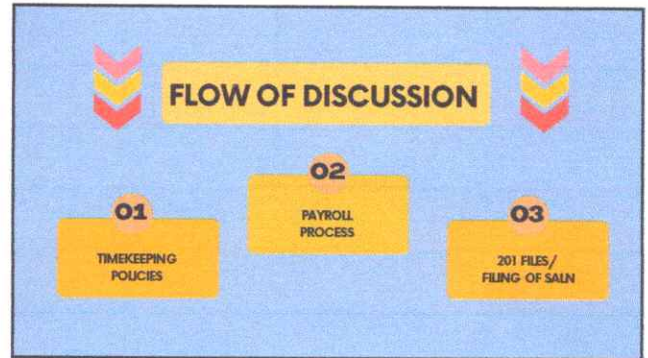 FLOW OF DISCUSSION
01
TIMEKEEPING
POLICIES
02
PAYROLL
PROCESS
03
201 FILES/
FILING OF SALN